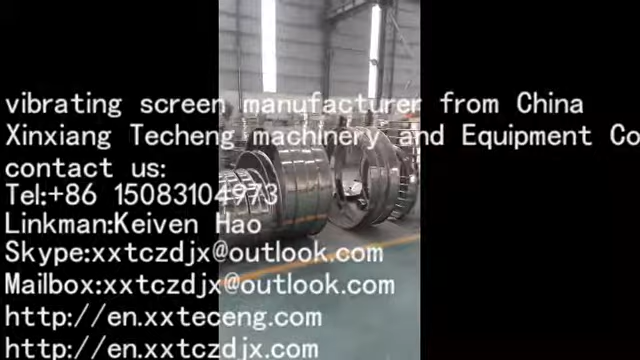 vibrating screen manufacturer from China
Xinxiang Techeng machinery and Equipment Co
contact us:
Tel:+86 15083104973
Linkman:Keiven Hao
Skype:xxtczdjx@outlook.com
Mailbox:xxtczdjx@outlook.com
http://en.xxteceng.com
http://en.xxtczdjx.com